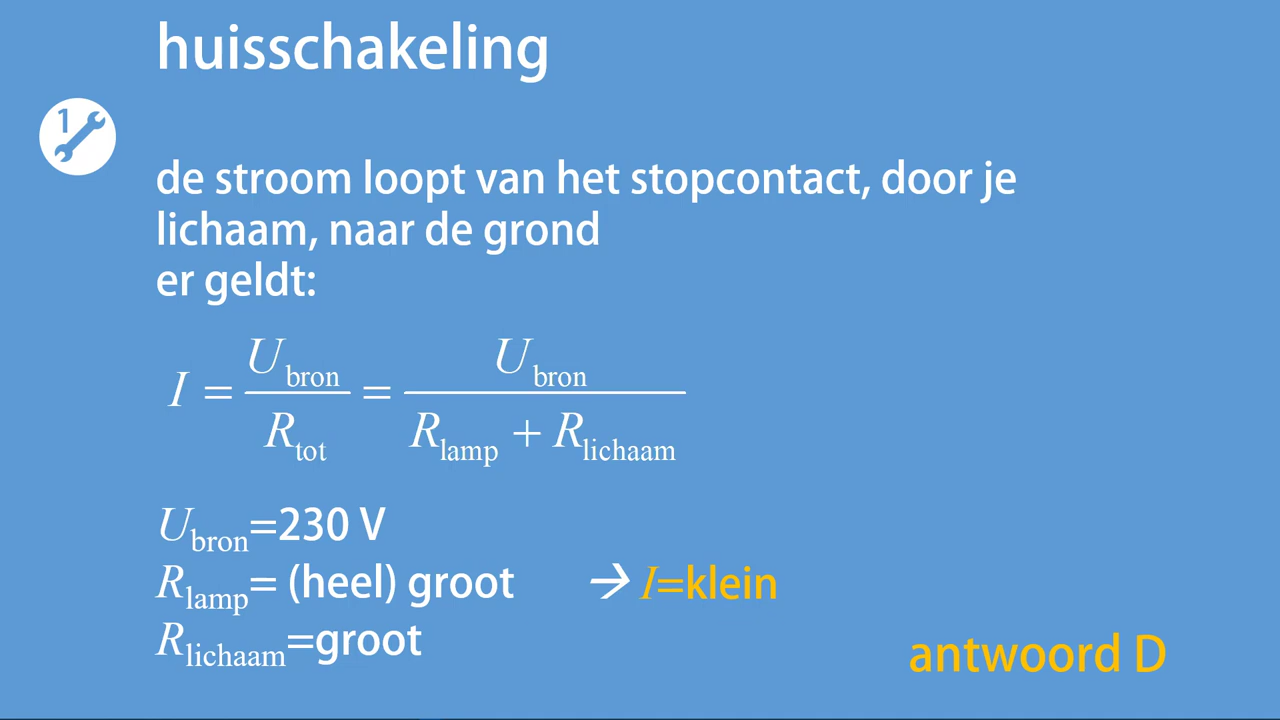 huisschakeling
1
de stroom loopt van het stopcontact, door je
lichaam, naar de grond
er geldt:
I = U_bron / R_tot = U_bron / (R_lamp + R_lichaam)
U_bron=230 V
R_lamp= (heel) groot → I=klein
R_lichaam=groot
antwoord D